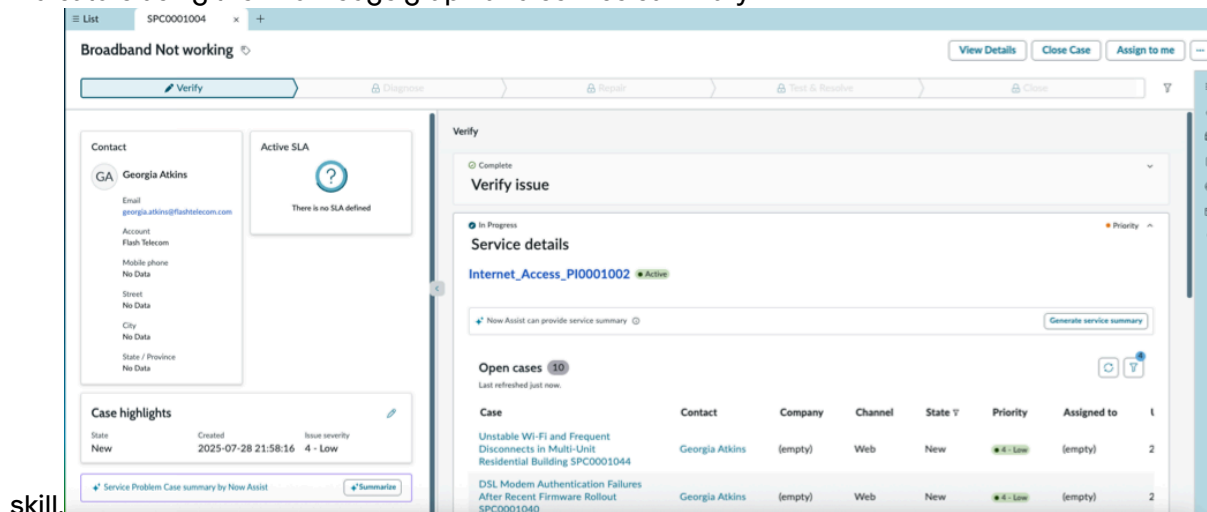 ≡ List SPC0001004 × +
Broadband Not working
View Details Close Case Assign to me ...
Verify Diagnose Repair Test & Resolve Close
Contact
GA Georgia Atkins
Email
georgia.atkins@flashtelecom.com
Account
Flash Telecom
Mobile phone
No Data
Street
No Data
City
No Data
State / Province
No Data
Active SLA
?
There is no SLA defined
Case highlights
State Created Issue severity
New 2025-07-28 21:58:16 4 - Low
Service Problem Case summary by Now Assist Summarize
Verify
Complete
Verify issue
In Progress Priority
Service details
Internet_Access_PI0001002 Active
Now Assist can provide service summary Generate service summary
Open cases 10 4
Last refreshed just now.
Case Contact Company Channel State Priority Assigned to
Unstable Wi-Fi and Frequent
Disconnects in Multi-Unit Georgia Atkins (empty) Web New 4 - Low (empty) 2
Residential Building SPC0001044
DSL Modem Authentication Failures
After Recent Firmware Rollout Georgia Atkins (empty) Web New 4 - Low (empty) 2
SPC0001040
skill.